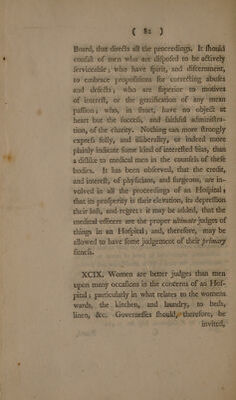 ( 82 )
Board, that directs all the proceedings. It should
consist of men who are disposed to be actively
serviceable; who have spirit, and discernment,
to embrace propositions for correcting abuses
and defects; who are superior to motives
of interest, or the gratification of any mean
passion; who, in short, have no object at
heart but the success, and faithful administra-
tion, of the charity. Nothing can more strongly
express folly, and illiberality, or indeed more
plainly indicate some kind of interested bias, than
a dislike to medical men in the counsels of these
bodies. It has been observed, that the credit,
and interest, of physicians, and surgeons, are in-
volved in all the proceedings of an Hospital;
that its prosperity is their elevation, its depression
their loss, and regret: it may be added, that the
medical officers are the proper ultimate judges of
things in an Hospital; and, therefore, may be
allowed to have some judgement of their primary
fitness.
XCIX. Women are better judges than men
upon many occasions in the concerns of an Hos-
pital; particularly in what relates to the womens
wards, the kitchen, and laundry, to beds,
linen, &c. Governesses should, therefore, be
invited,